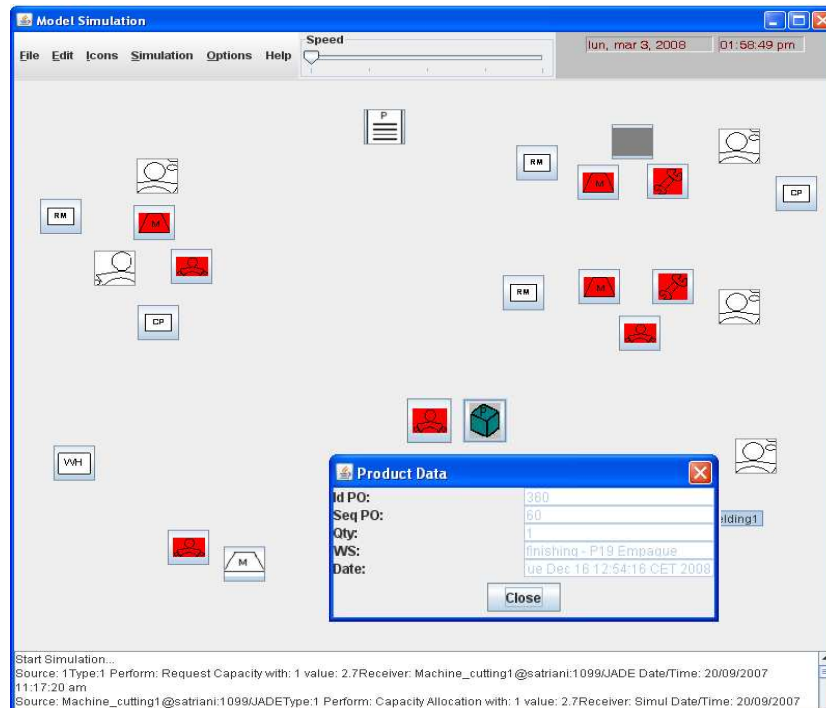 Model Simulation
File Edit Icons Simulation Options Help
Speed
lun, mar 3, 2008
01:58:49 pm
P
RM
M
CP
RM
M
CP
RM
M
WH
P
M
Product Data
Id PO: 360
Seq PO: 60
Qty: 1
WS: finishing - P19 Empaque
Date: ue Dec 16 12:54:16 CET 2008
elding1
Close
Start Simulation...
Source: 1Type:1 Perform: Request Capacity with: 1 value: 2.7Receiver: Machine_cutting1@satriani:1099/JADE Date/Time: 20/09/2007
11:17:20 am
Source: Machine_cutting1@satriani:1099/JADEType:1 Perform: Capacity Allocation with: 1 value: 2.7Receiver: Simul Date/Time: 20/09/2007